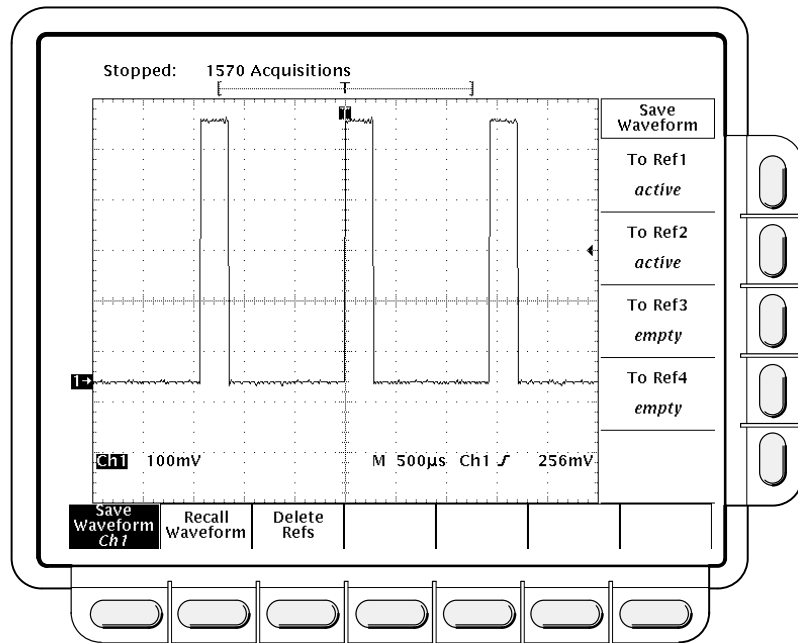 Stopped: 1570 Acquisitions
T
Save
Waveform
To Ref1
active
To Ref2
active
To Ref3
empty
To Ref4
empty
1→
Ch1 100mV M 500µs Ch1 256mV
Save
Waveform
Ch1
Recall
Waveform
Delete
Refs